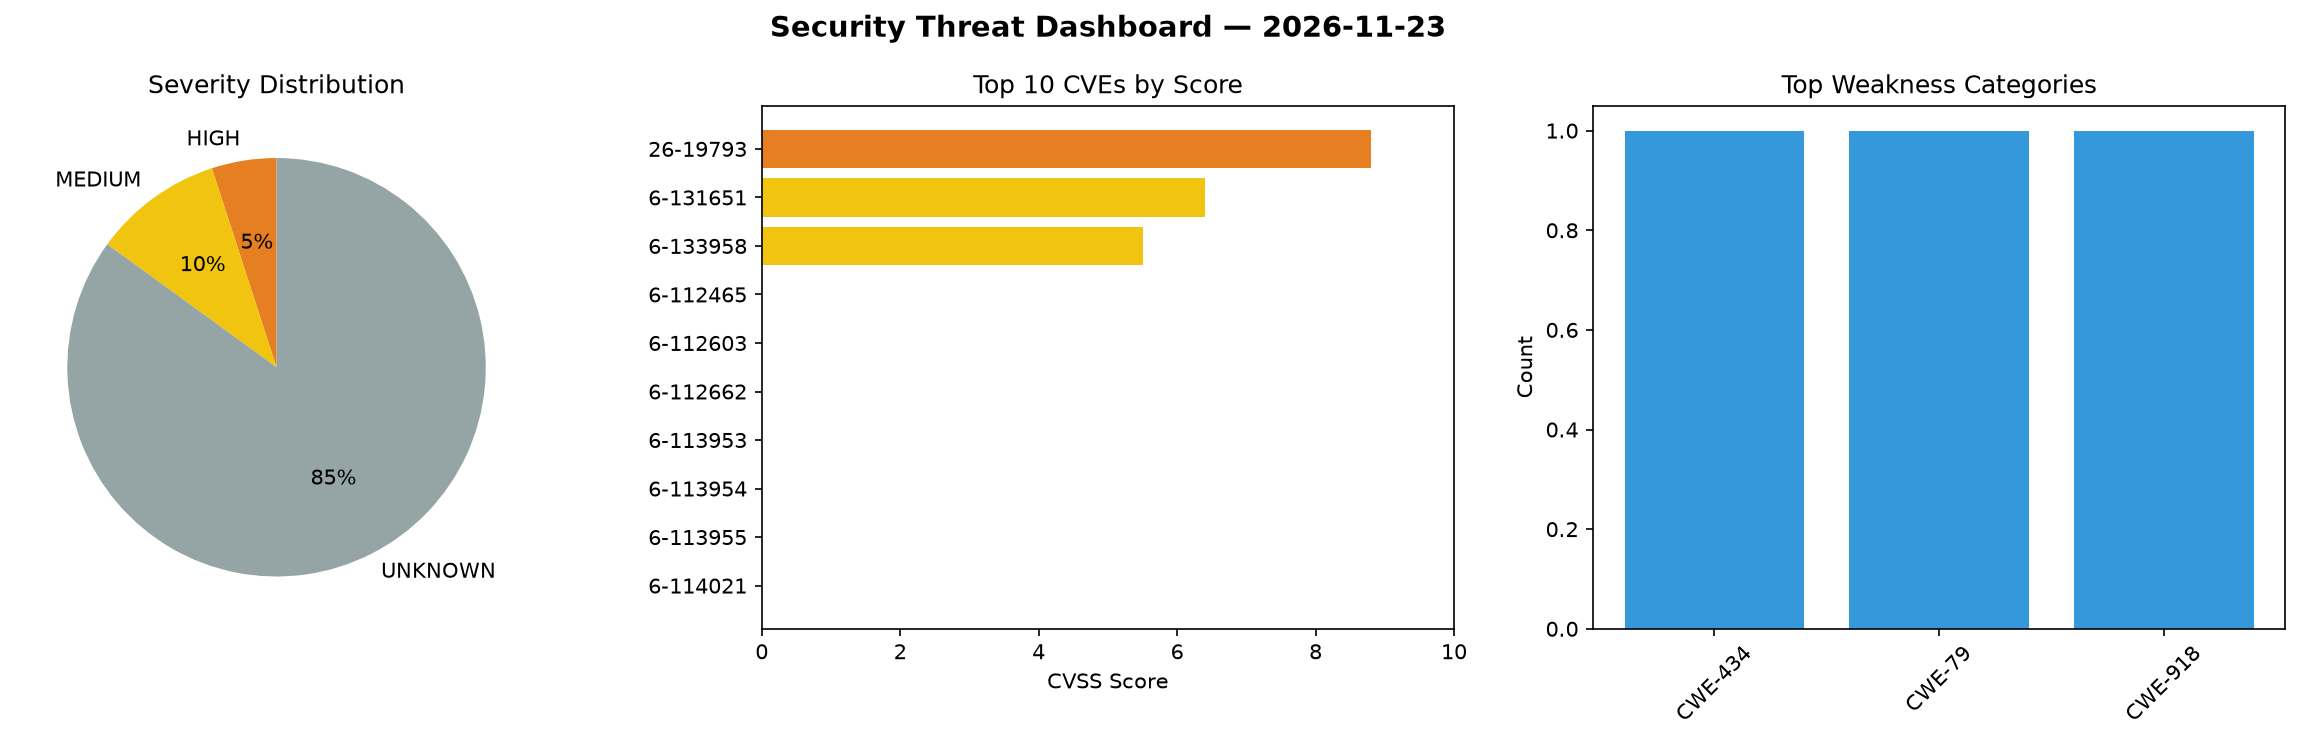 Security Threat Dashboard — 2026-11-23
Severity Distribution
HIGH
MEDIUM
5%
10%
85%
UNKNOWN
Top 10 CVEs by Score
26-19793
6-131651
6-133958
6-112465
6-112603
6-112662
6-113953
6-113954
6-113955
6-114021
0 2 4 6 8 10
CVSS Score
Top Weakness Categories
Count
1.0
0.8
0.6
0.4
0.2
0.0
CWE-434
CWE-79
CWE-918